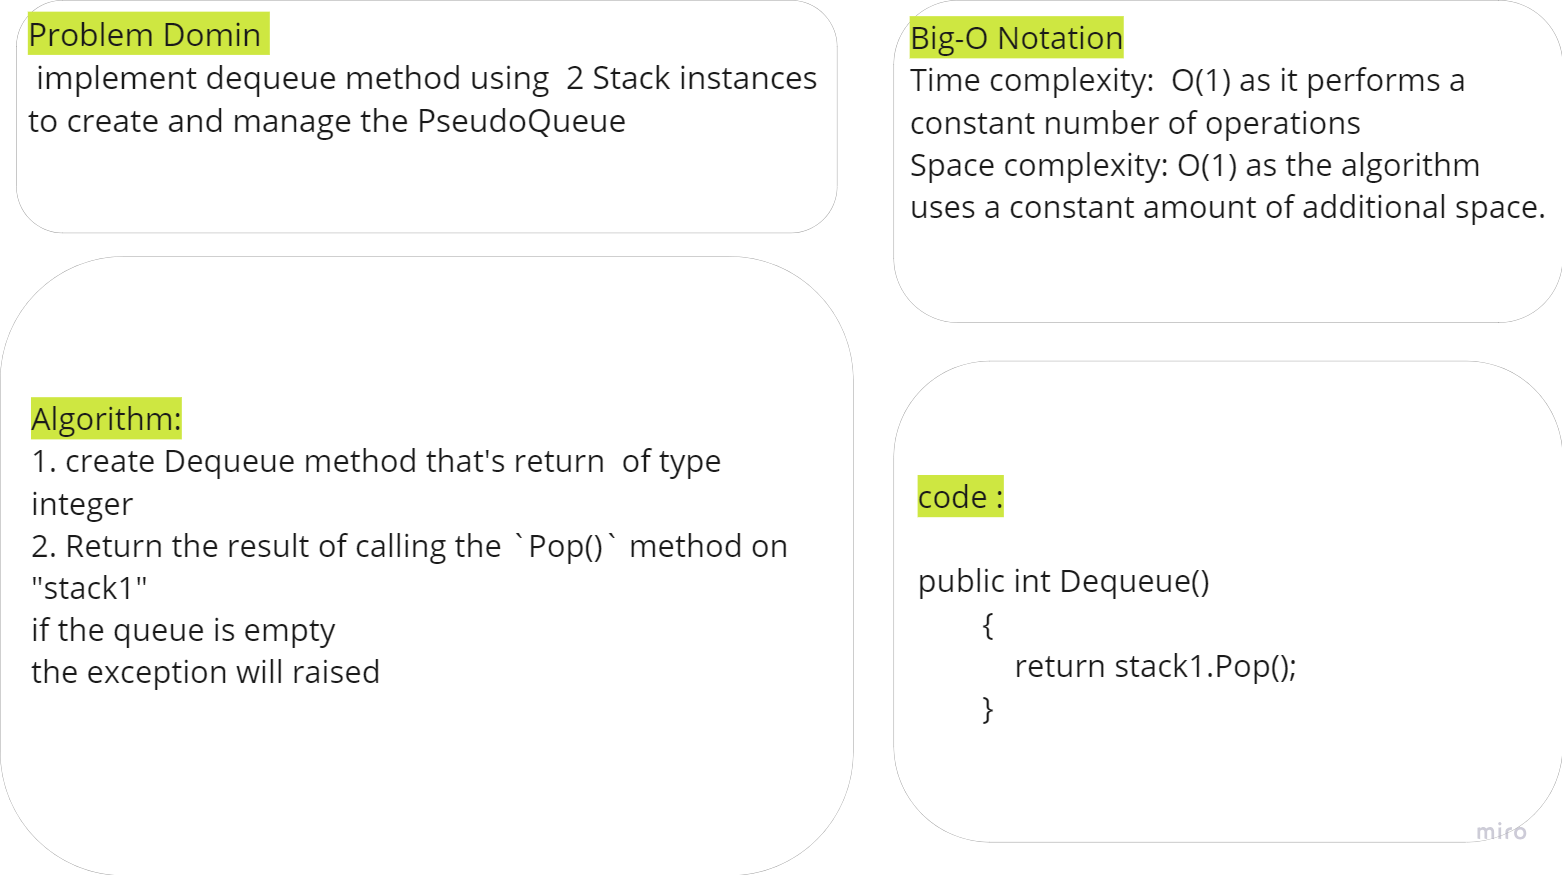 Problem Domin
implement dequeue method using  2 Stack instances
to create and manage the PseudoQueue
Big-O Notation
Time complexity:  O(1) as it performs a
constant number of operations
Space complexity: O(1) as the algorithm
uses a constant amount of additional space.
Algorithm:
1. create Dequeue method that's return  of type
integer
2. Return the result of calling the `Pop()` method on
"stack1"
if the queue is empty
the exception will raised
code :
public int Dequeue()
{
return stack1.Pop();
}
miro